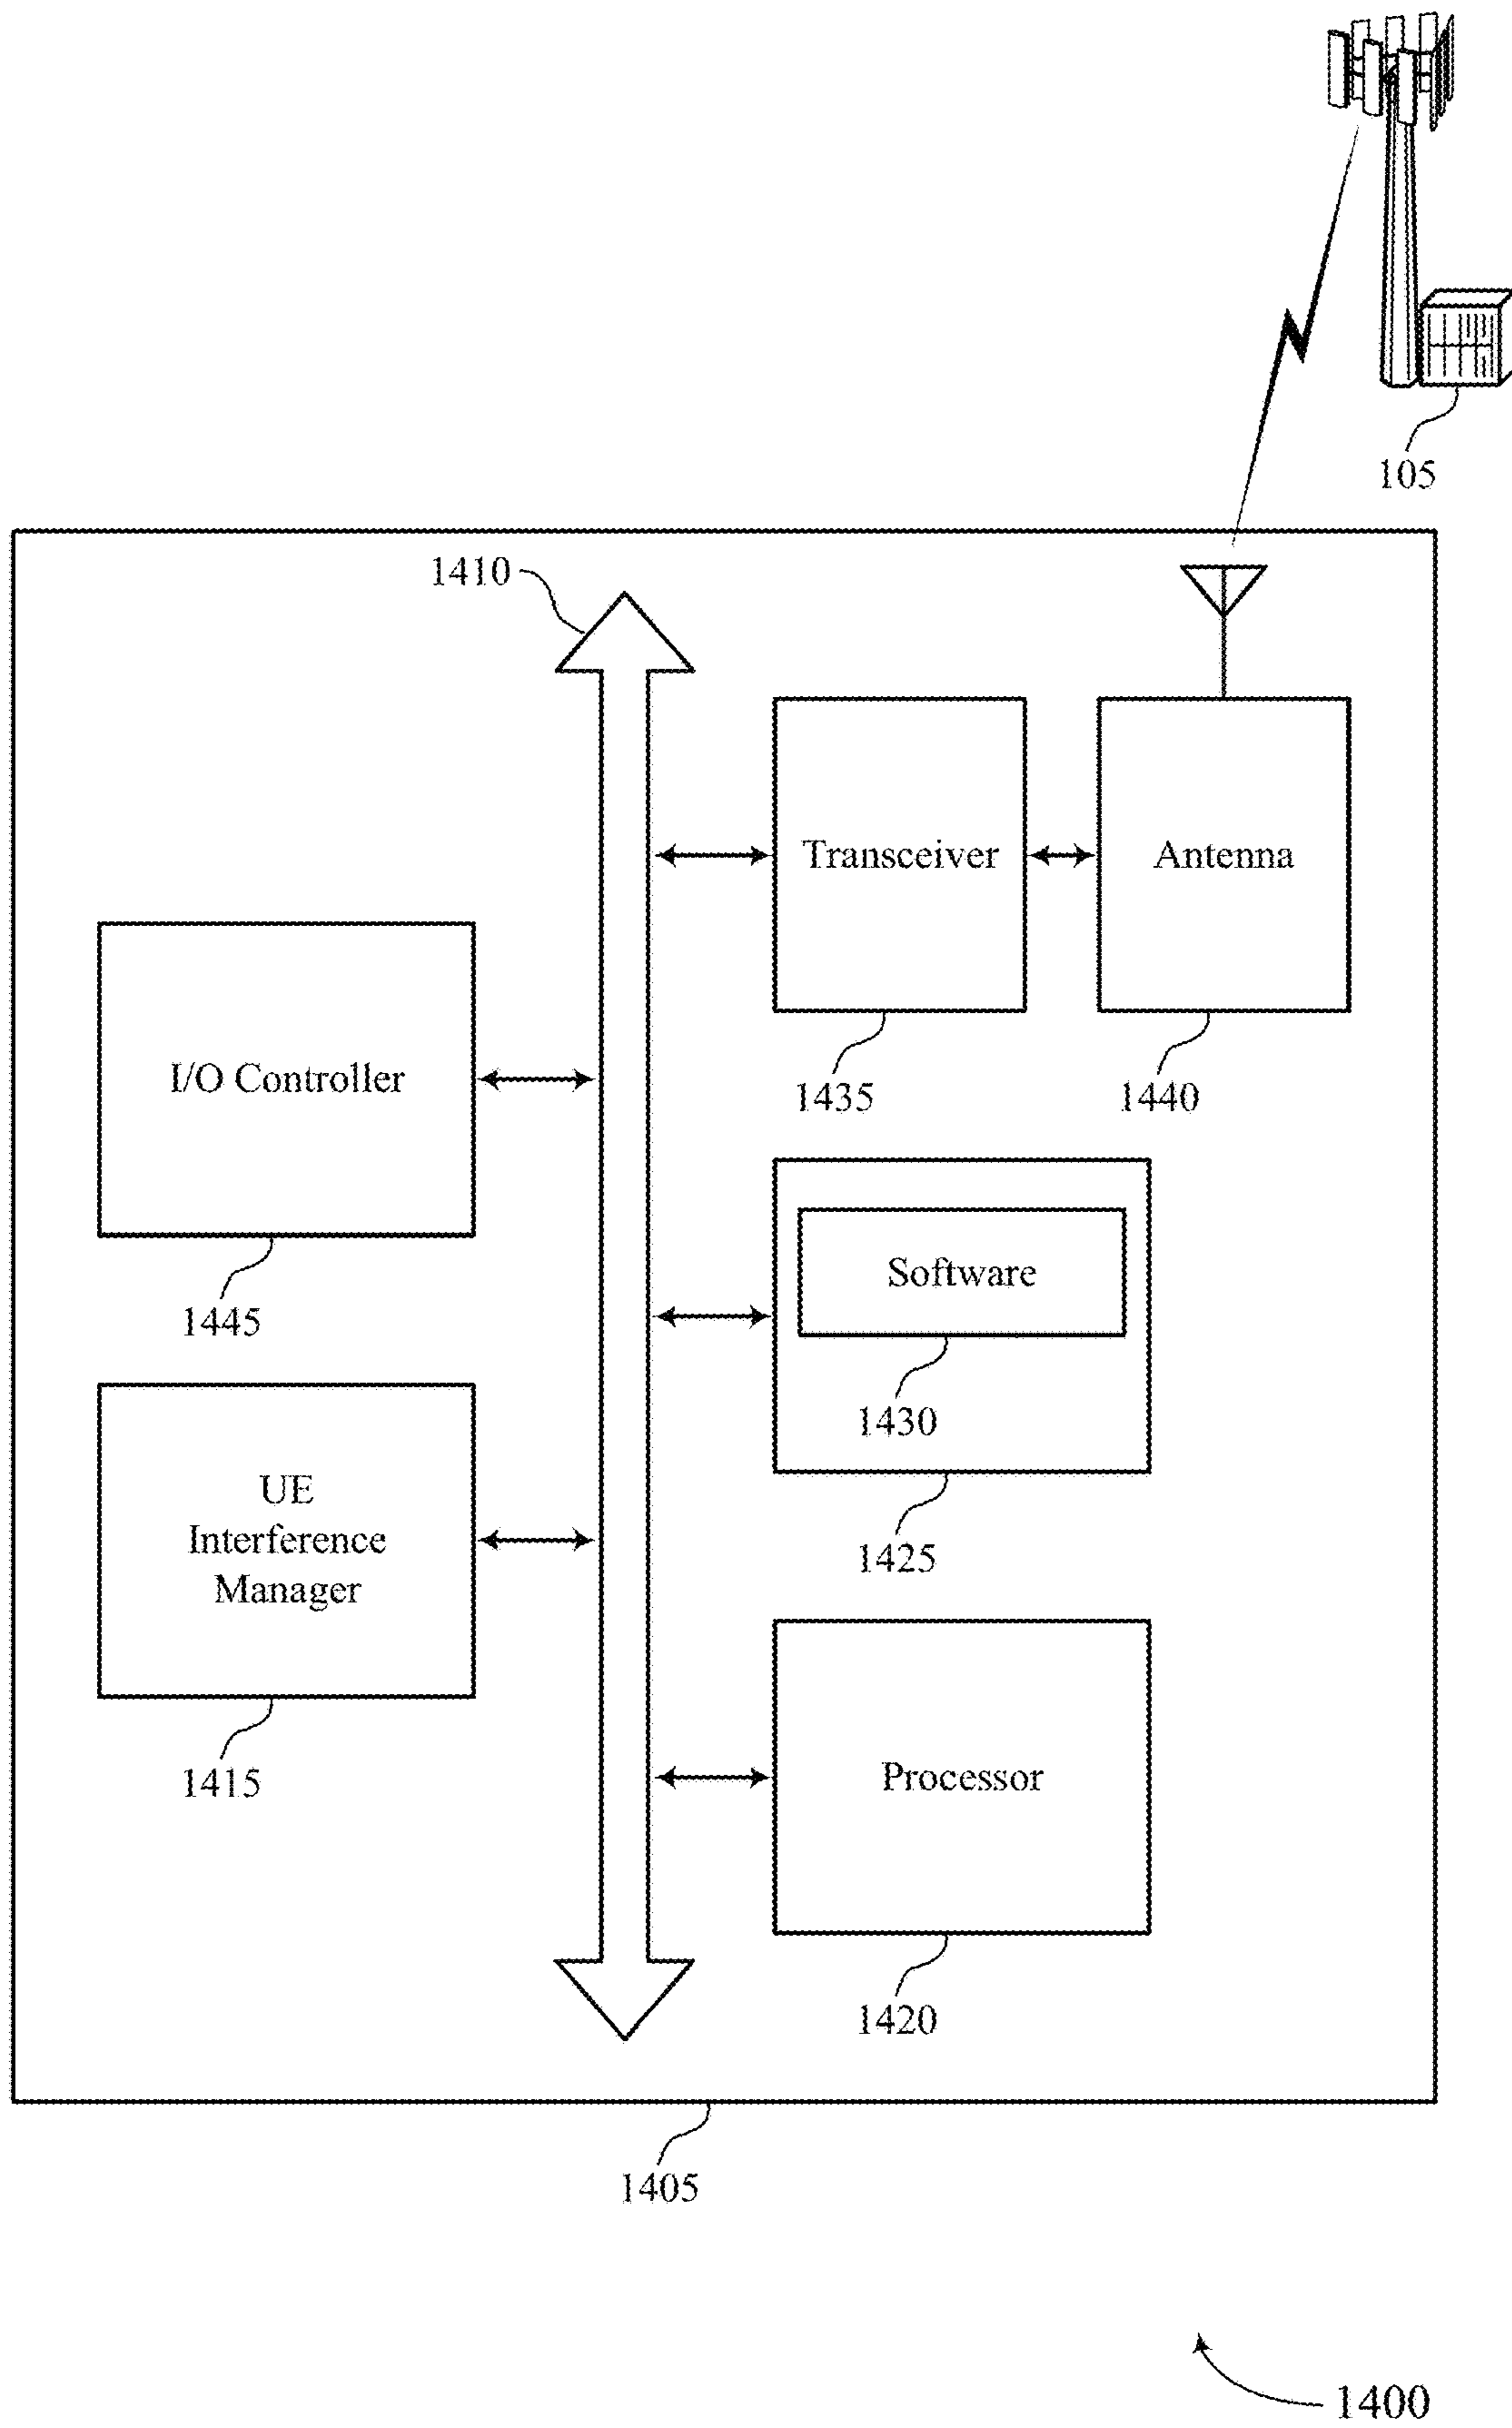 105
1410
Transceiver
Antenna
1435
1440
I/O Controller
1445
Software
1430
1425
UE
Interference
Manager
1415
Processor
1420
1405
1400